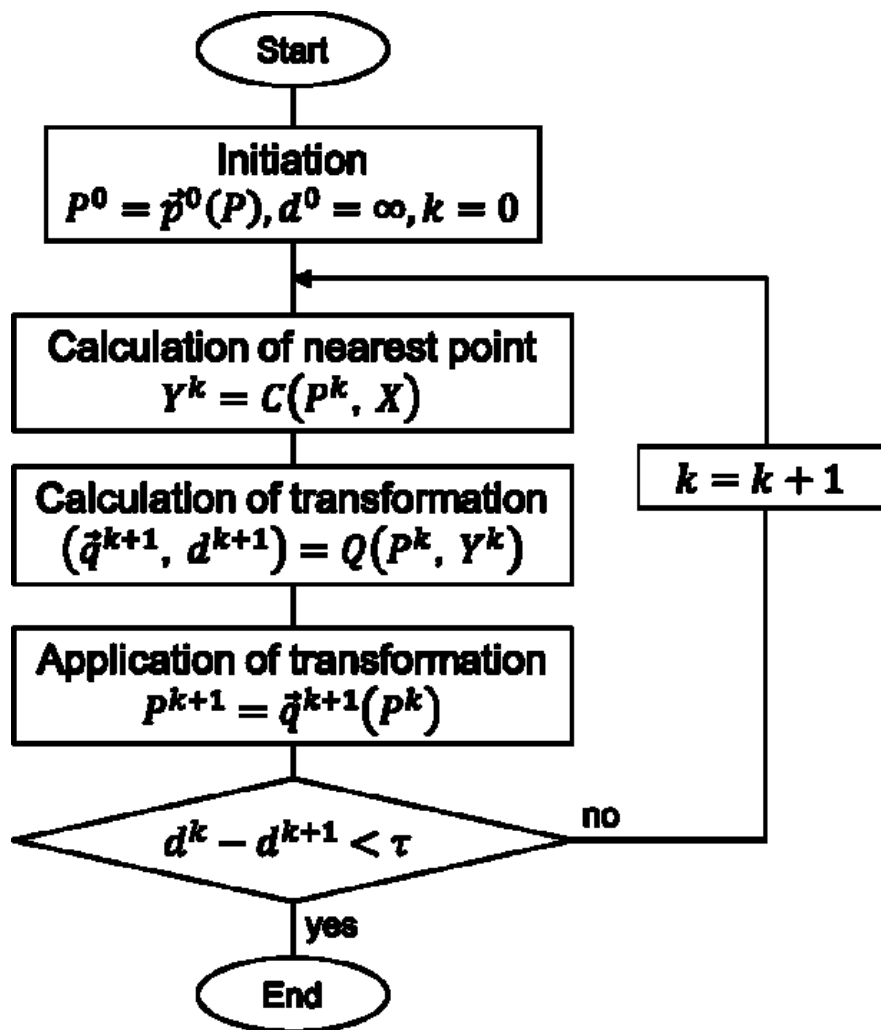 Start
Initiation
P⁰ = p⃗⁰(P), d⁰ = ∞, k = 0
Calculation of nearest point
Yᵏ = C(Pᵏ, X)
k = k + 1
Calculation of transformation
(q⃗ᵏ⁺¹, dᵏ⁺¹) = Q(Pᵏ, Yᵏ)
Application of transformation
Pᵏ⁺¹ = q⃗ᵏ⁺¹(Pᵏ)
dᵏ − dᵏ⁺¹ < τ
no
yes
End